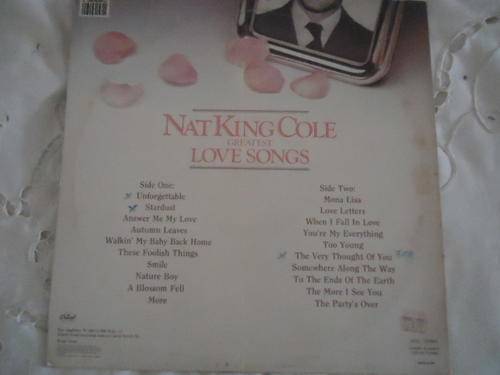 NAT KING COLE
GREATEST
LOVE SONGS
Side One:
Unforgettable
Stardust
Answer Me My Love
Autumn Leaves
Walkin' My Baby Back Home
These Foolish Things
Smile
Nature Boy
A Blossom Fell
More
Side Two:
Mona Lisa
Love Letters
When I Fall In Love
You're My Everything
Too Young
The Very Thought Of You
Somewhere Along The Way
To The Ends Of The Earth
The More I See You
The Party's Over
Capitol